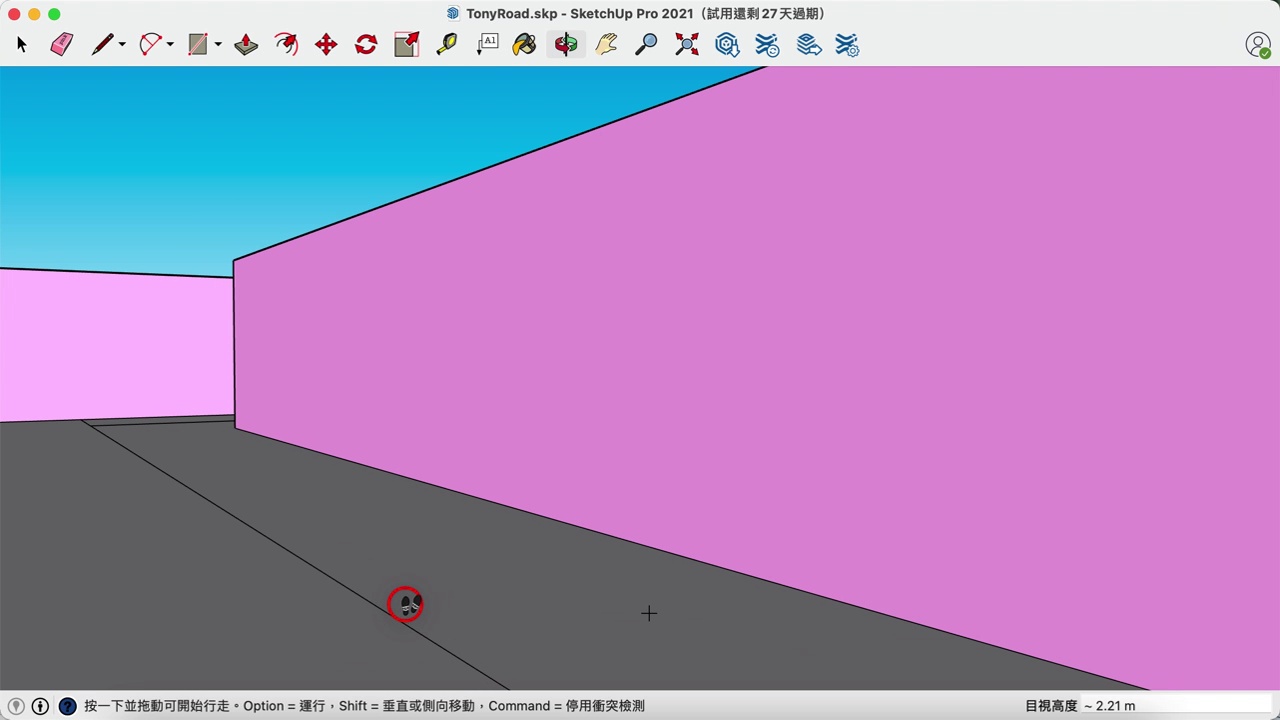 TonyRoad.skp - SketchUp Pro 2021（試用還剩 27 天過期）
A1
按一下並拖動可開始行走。Option = 運行，Shift = 垂直或側向移動，Command = 停用衝突檢測
目視高度 ~ 2.21 m